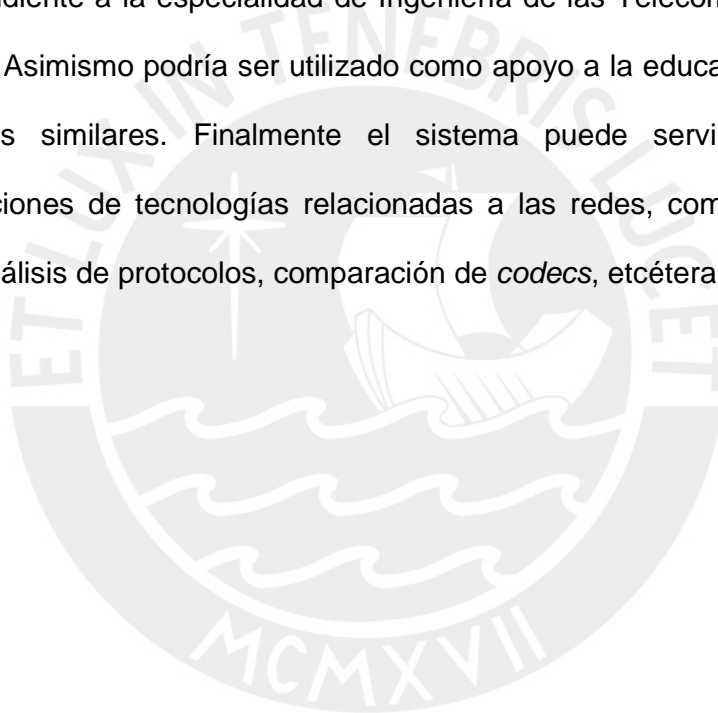 ndiente a la especialidad de Ingeniería de las Telecom
Asimismo podría ser utilizado como apoyo a la educa
s similares. Finalmente el sistema puede servi
ciones de tecnologías relacionadas a las redes, com
álisis de protocolos, comparación de codecs, etcétera
ET LUX IN TENEBRIS LUCET
MCMXVII